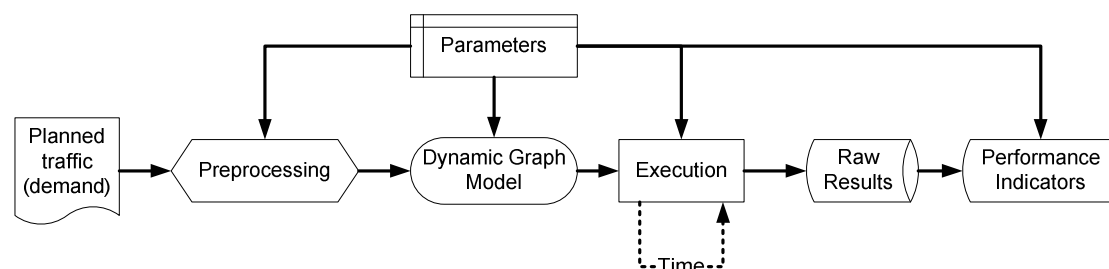 Parameters
Planned
traffic
(demand)
Preprocessing
Dynamic Graph
Model
Execution
Raw
Results
Performance
Indicators
Time